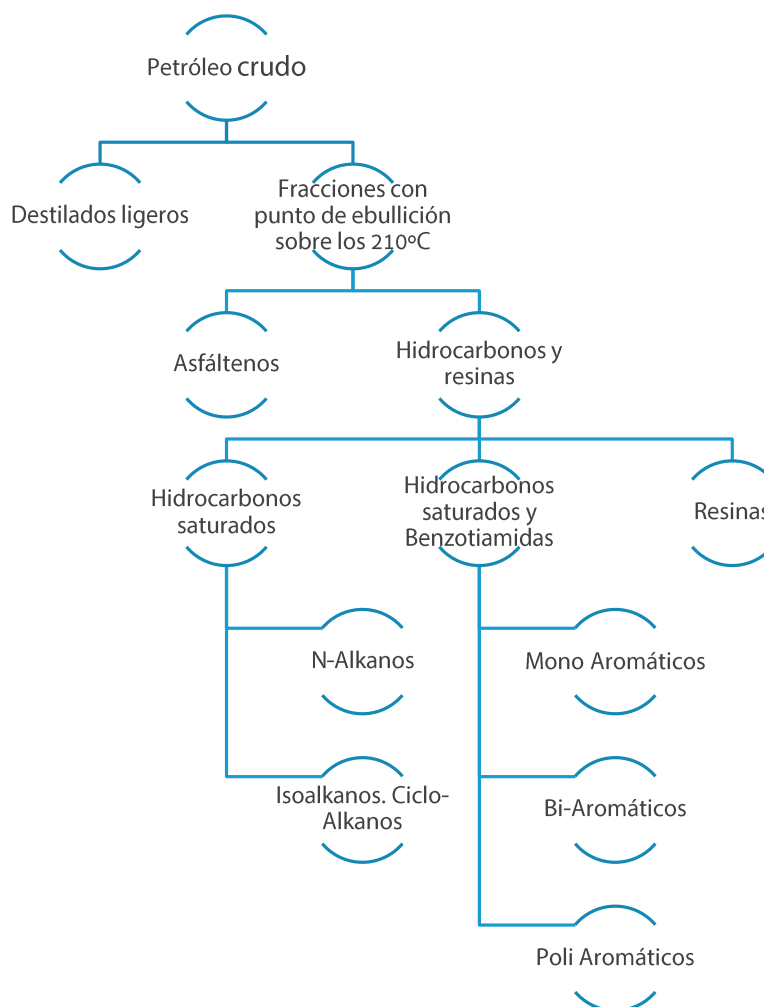 Petróleo crudo
Destilados ligeros
Fracciones con
punto de ebullición
sobre los 210ºC
Asfáltenos
Hidrocarbonos y
resinas
Hidrocarbonos
saturados
Hidrocarbonos
saturados y
Benzotiamidas
Resinas
N-Alkanos
Mono Aromáticos
Isoalkanos. Ciclo-
Alkanos
Bi-Aromáticos
Poli Aromáticos